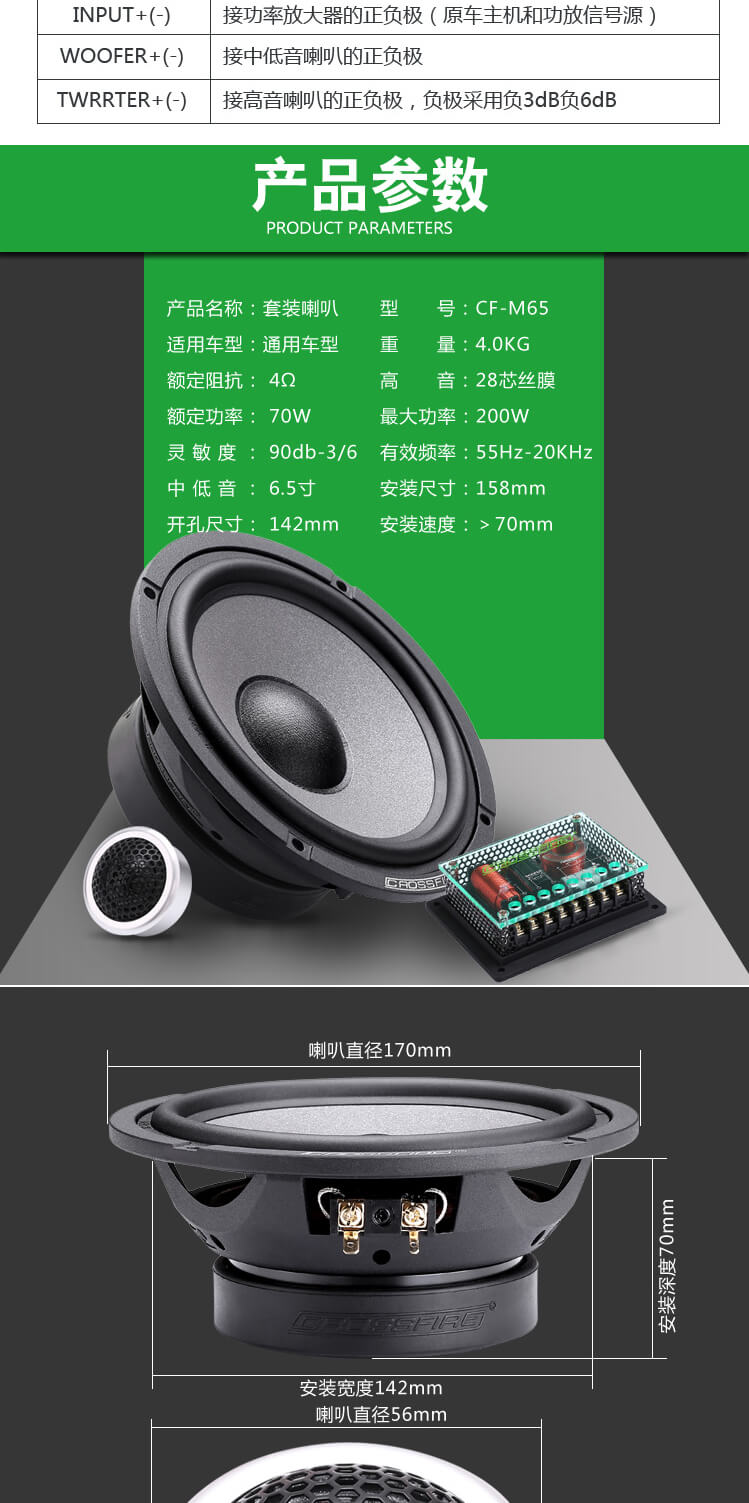 INPUT+(-) 接功率放大器的正负极（原车主机和功放信号源）
WOOFER+(-) 接中低音喇叭的正负极
TWRRTER+(-) 接高音喇叭的正负极，负极采用负3dB负6dB
产品参数
PRODUCT PARAMETERS
产品名称：套装喇叭 型 号：CF-M65
适用车型：通用车型 重 量：4.0KG
额定阻抗： 4Ω 高 音：28芯丝膜
额定功率： 70W 最大功率：200W
灵 敏 度 ： 90db-3/6 有效频率：55Hz-20KHz
中 低 音 ： 6.5寸 安装尺寸：158mm
开孔尺寸： 142mm 安装速度：＞70mm
喇叭直径170mm
安装深度70mm
CROSSFIRE®
安装宽度142mm
喇叭直径56mm